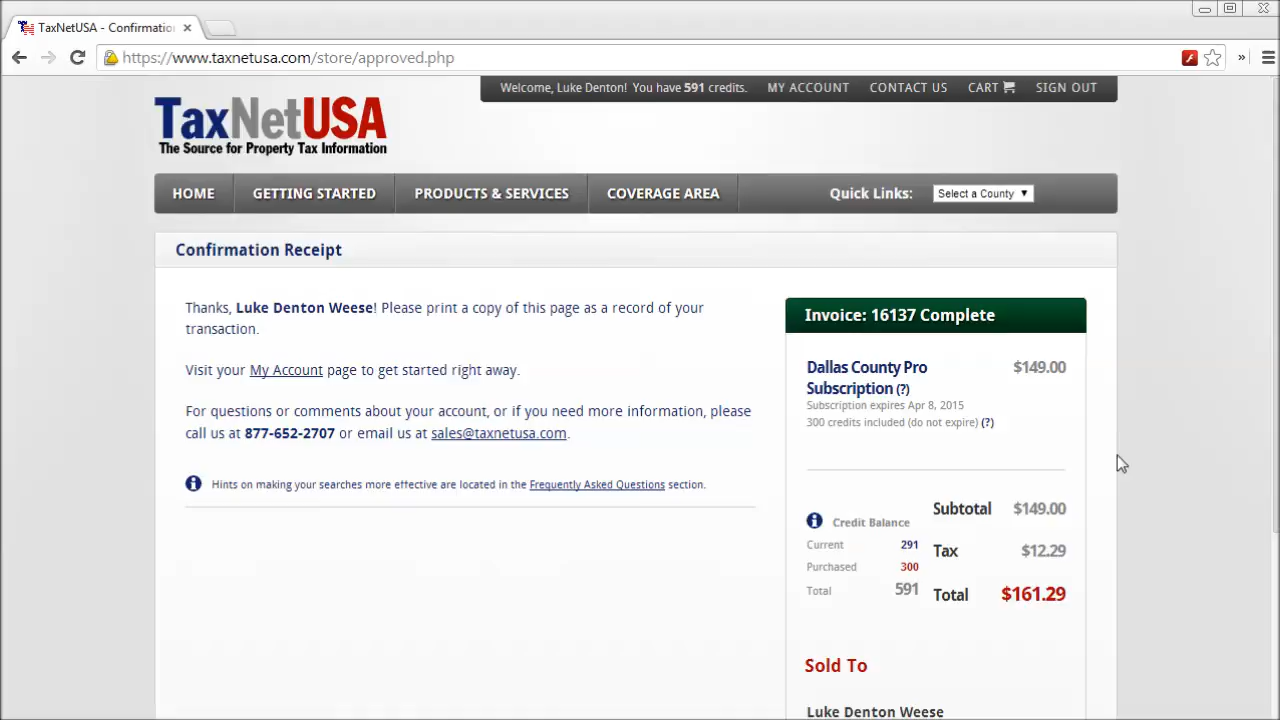 TaxNetUSA - Confirmation
https://www.taxnetusa.com/store/approved.php
Welcome, Luke Denton! You have 591 credits. MY ACCOUNT CONTACT US CART SIGN OUT
TaxNetUSA
The Source for Property Tax Information
HOME GETTING STARTED PRODUCTS & SERVICES COVERAGE AREA Quick Links: Select a County
Confirmation Receipt
Thanks, Luke Denton Weese! Please print a copy of this page as a record of your
transaction.
Visit your My Account page to get started right away.
For questions or comments about your account, or if you need more information, please
call us at 877-652-2707 or email us at sales@taxnetusa.com.
Hints on making your searches more effective are located in the Frequently Asked Questions section.
Invoice: 16137 Complete
Dallas County Pro $149.00
Subscription (?)
Subscription expires Apr 8, 2015
300 credits included (do not expire) (?)
Subtotal $149.00
Credit Balance
Current 291
Tax $12.29
Purchased 300
Total 591
Total $161.29
Sold To
Luke Denton Weese